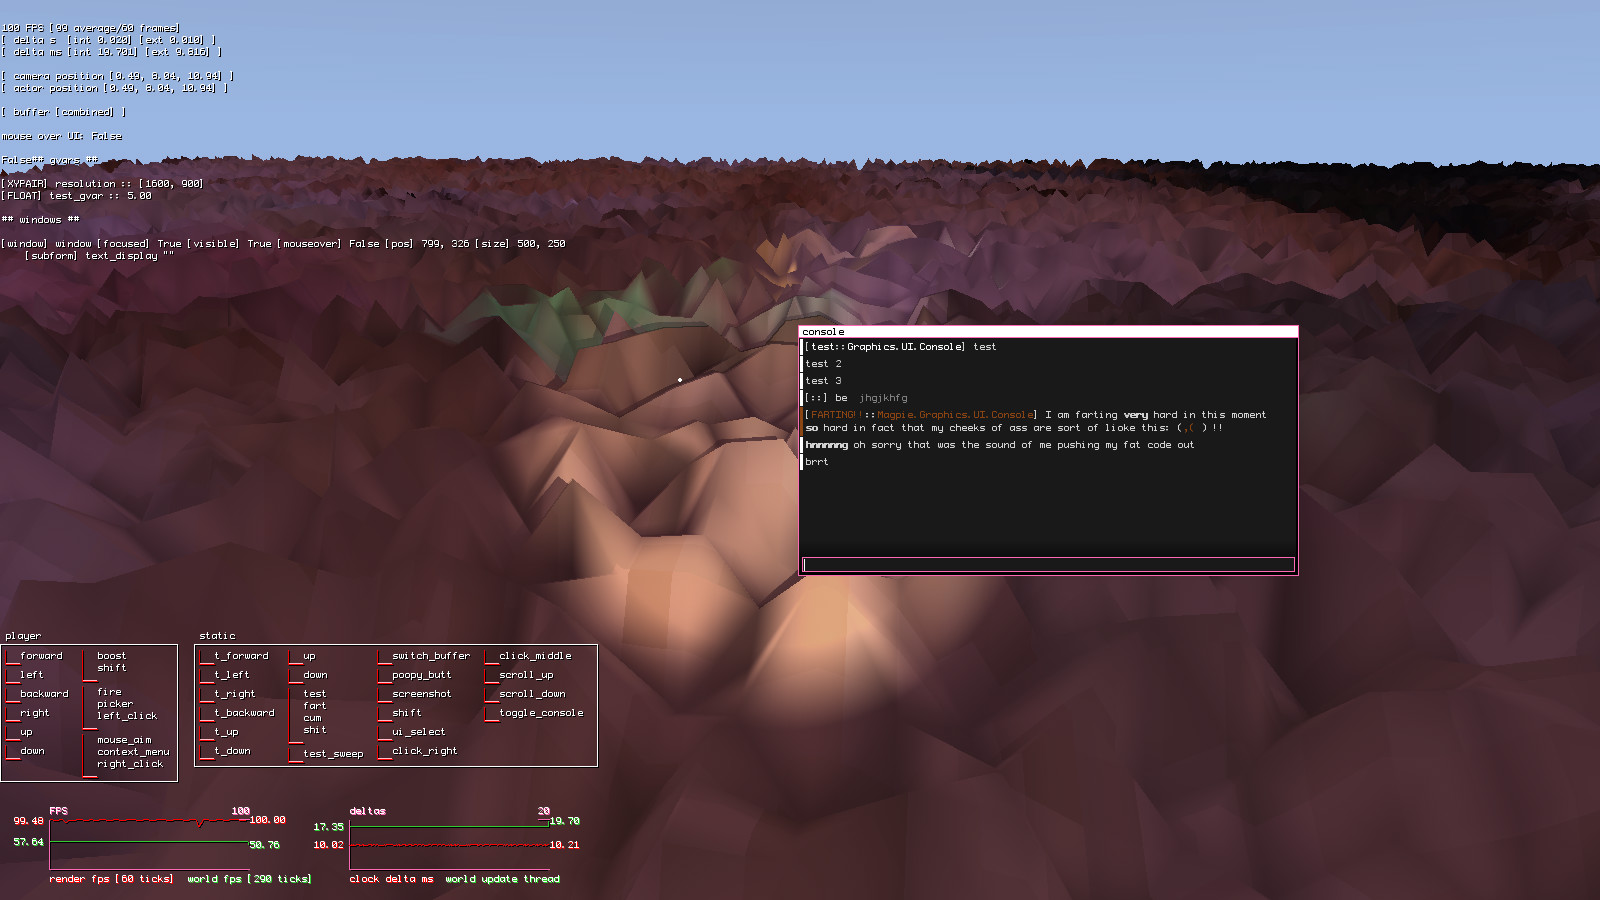 100 FPS [99 average/60 frames]
[ delta s  [int 0.020] [ext 0.010] ]
[ delta ms [int 19.701] [ext 9.816] ]
[ camera position [0.49, 8.04, 10.94] ]
[ actor position [0.49, 8.04, 10.94] ]
[ buffer [combined] ]
mouse over UI: False
False## gvars ##
[XYPAIR] resolution :: [1600, 900]
[FLOAT] test_gvar :: 5.00
## windows ##
[window] window [focused] True [visible] True [mouseover] False [pos] 799, 326 [size] 500, 250
[subform] text_display ""
console
[test::Graphics.UI.Console] test
test 2
test 3
[::] be  jhgjkhfg
[FARTING!!::Magpie.Graphics.UI.Console] I am farting very hard in this moment
so hard in fact that my cheeks of ass are sort of lioke this: (,( ) !!
hnnnnng oh sorry that was the sound of me pushing my fat code out
brrt
player
forward
left
backward
right
up
down
boost
shift
fire
picker
left_click
mouse_aim
context_menu
right_click
static
t_forward
t_left
t_right
t_backward
t_up
t_down
up
down
test
fart
cum
shit
test_sweep
switch_buffer
poopy_butt
screenshot
shift
ui_select
click_right
click_middle
scroll_up
scroll_down
toggle_console
FPS 100
99.48 100.00
57.64 50.76
render fps [60 ticks] world fps [290 ticks]
deltas 20
17.35 19.70
10.02 10.21
clock delta ms world update thread